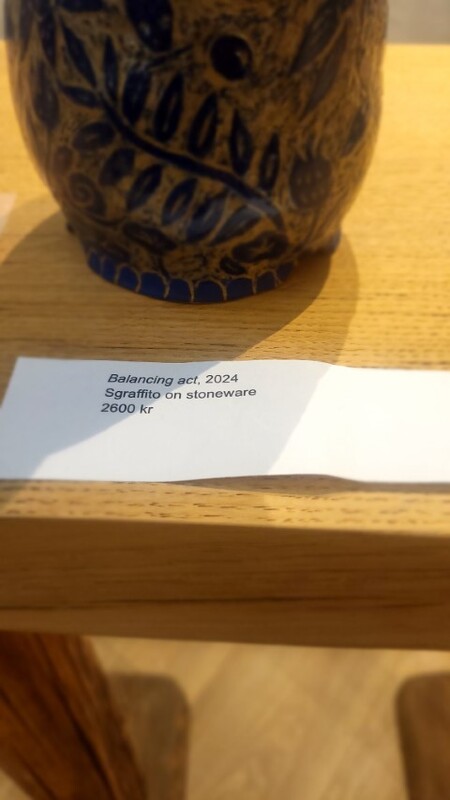 Balancing act, 2024
Sgraffito on stoneware
2600 kr